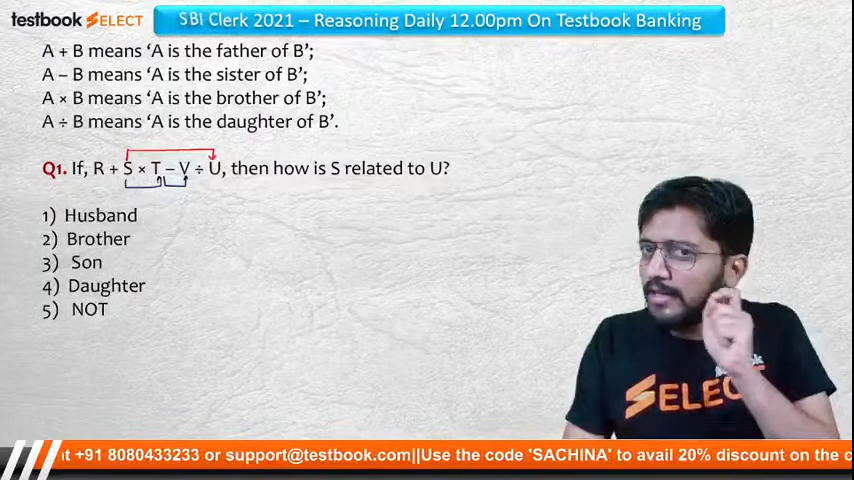 testbook SELECT
SBI Clerk 2021 – Reasoning Daily 12.00pm On Testbook Banking
A + B means ‘A is the father of B’;
A – B means ‘A is the sister of B’;
A × B means ‘A is the brother of B’;
A ÷ B means ‘A is the daughter of B’.
Q1. If, R + S × T – V ÷ U, then how is S related to U?
1) Husband
2) Brother
3) Son
4) Daughter
5) NOT
SELECT
at +91 8080433233 or support@testbook.com||Use the code 'SACHINA' to avail 20% discount on the c